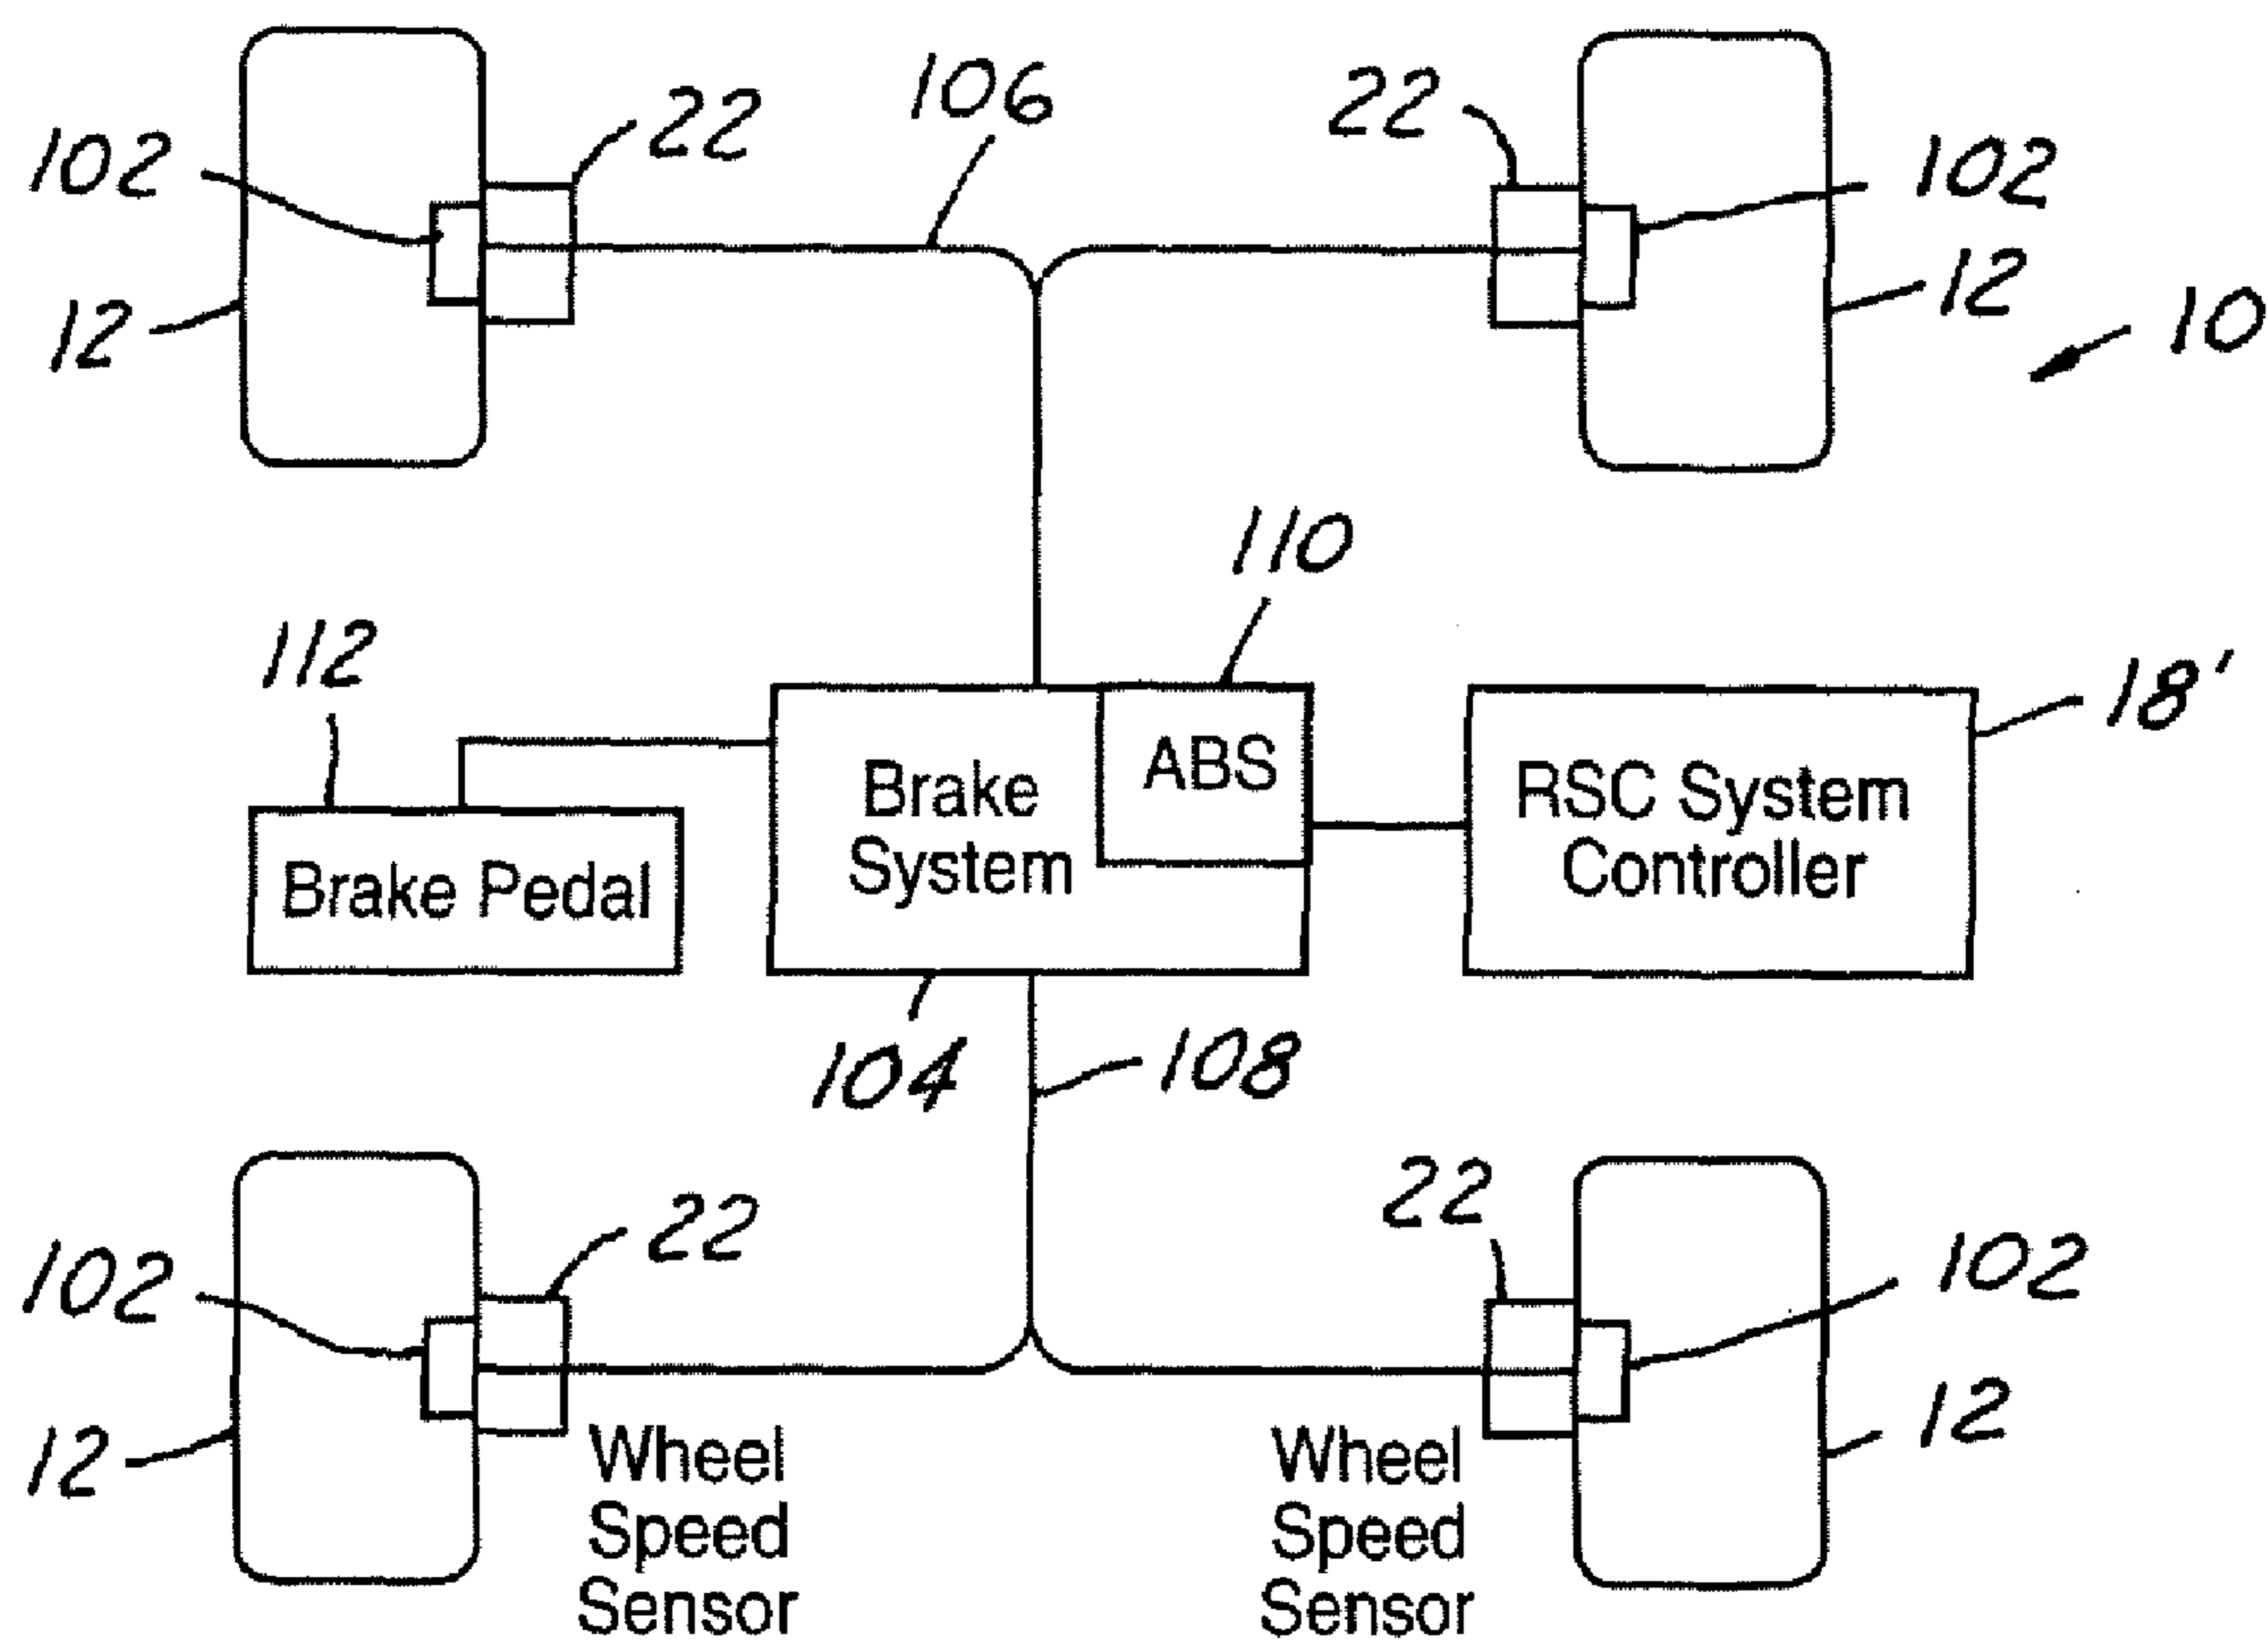 106
22
22
102
102
12
12
10
110
112
18'
Brake
System
ABS
RSC System
Controller
Brake Pedal
104
108
22
22
102
102
12
12
Wheel
Speed
Sensor
Wheel
Speed
Sensor